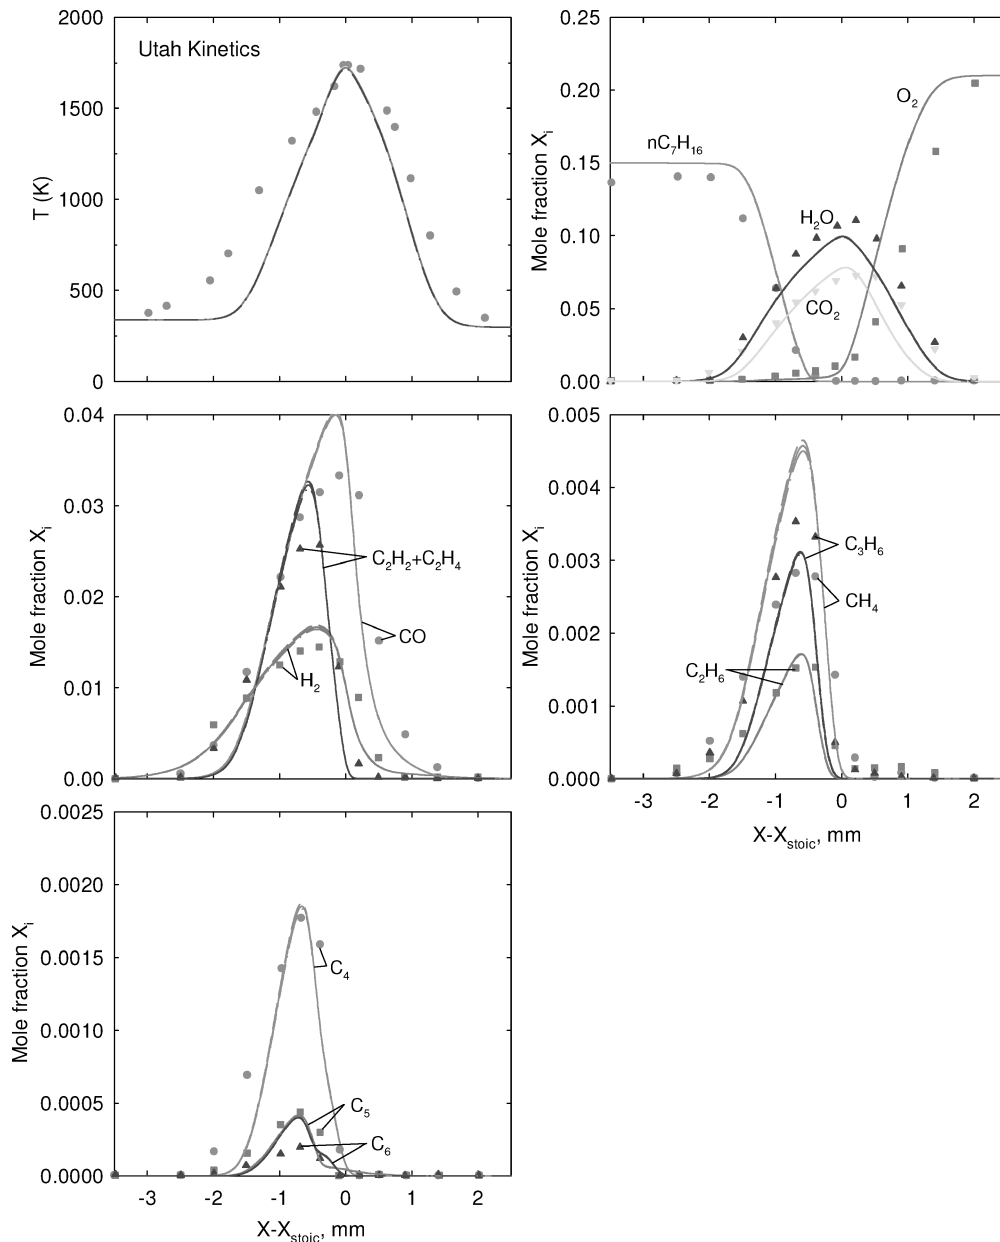 Utah Kinetics
2000
1500
1000
500
0
T (K)
0.25
0.20
0.15
0.10
0.05
0.00
Mole fraction Xi
nC7H16
O2
H2O
CO2
0.04
0.03
0.02
0.01
0.00
Mole fraction Xi
C2H2+C2H4
CO
H2
0.005
0.004
0.003
0.002
0.001
0.000
Mole fraction Xi
C3H6
CH4
C2H6
-3 -2 -1 0 1 2
X-Xstoic, mm
0.0025
0.0020
0.0015
0.0010
0.0005
0.0000
Mole fraction Xi
C4
C5
C6
-3 -2 -1 0 1 2
X-Xstoic, mm